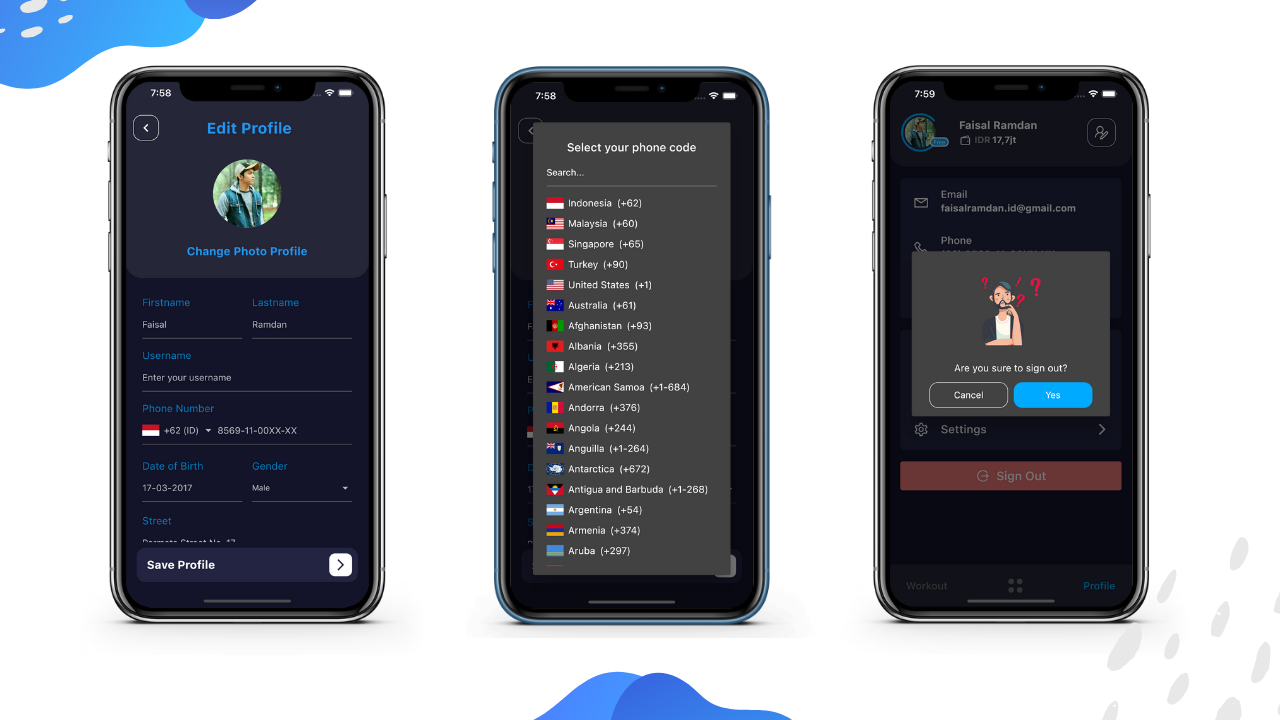 7:58
Edit Profile
Change Photo Profile
Firstname
Lastname
Faisal
Ramdan
Username
Enter your username
Phone Number
+62 (ID)
8569-11-00XX-XX
Date of Birth
Gender
17-03-2017
Male
Street
Save Profile
7:58
Select your phone code
Search...
Indonesia (+62)
Malaysia (+60)
Singapore (+65)
Turkey (+90)
United States (+1)
Australia (+61)
Afghanistan (+93)
Albania (+355)
Algeria (+213)
American Samoa (+1-684)
Andorra (+376)
Angola (+244)
Anguilla (+1-264)
Antarctica (+672)
Antigua and Barbuda (+1-268)
Argentina (+54)
Armenia (+374)
Aruba (+297)
7:59
Faisal Ramdan
Free
IDR 17,7jt
Email
faisalramdan.id@gmail.com
Phone
Are you sure to sign out?
Cancel
Yes
Settings
Sign Out
Workout
Profile